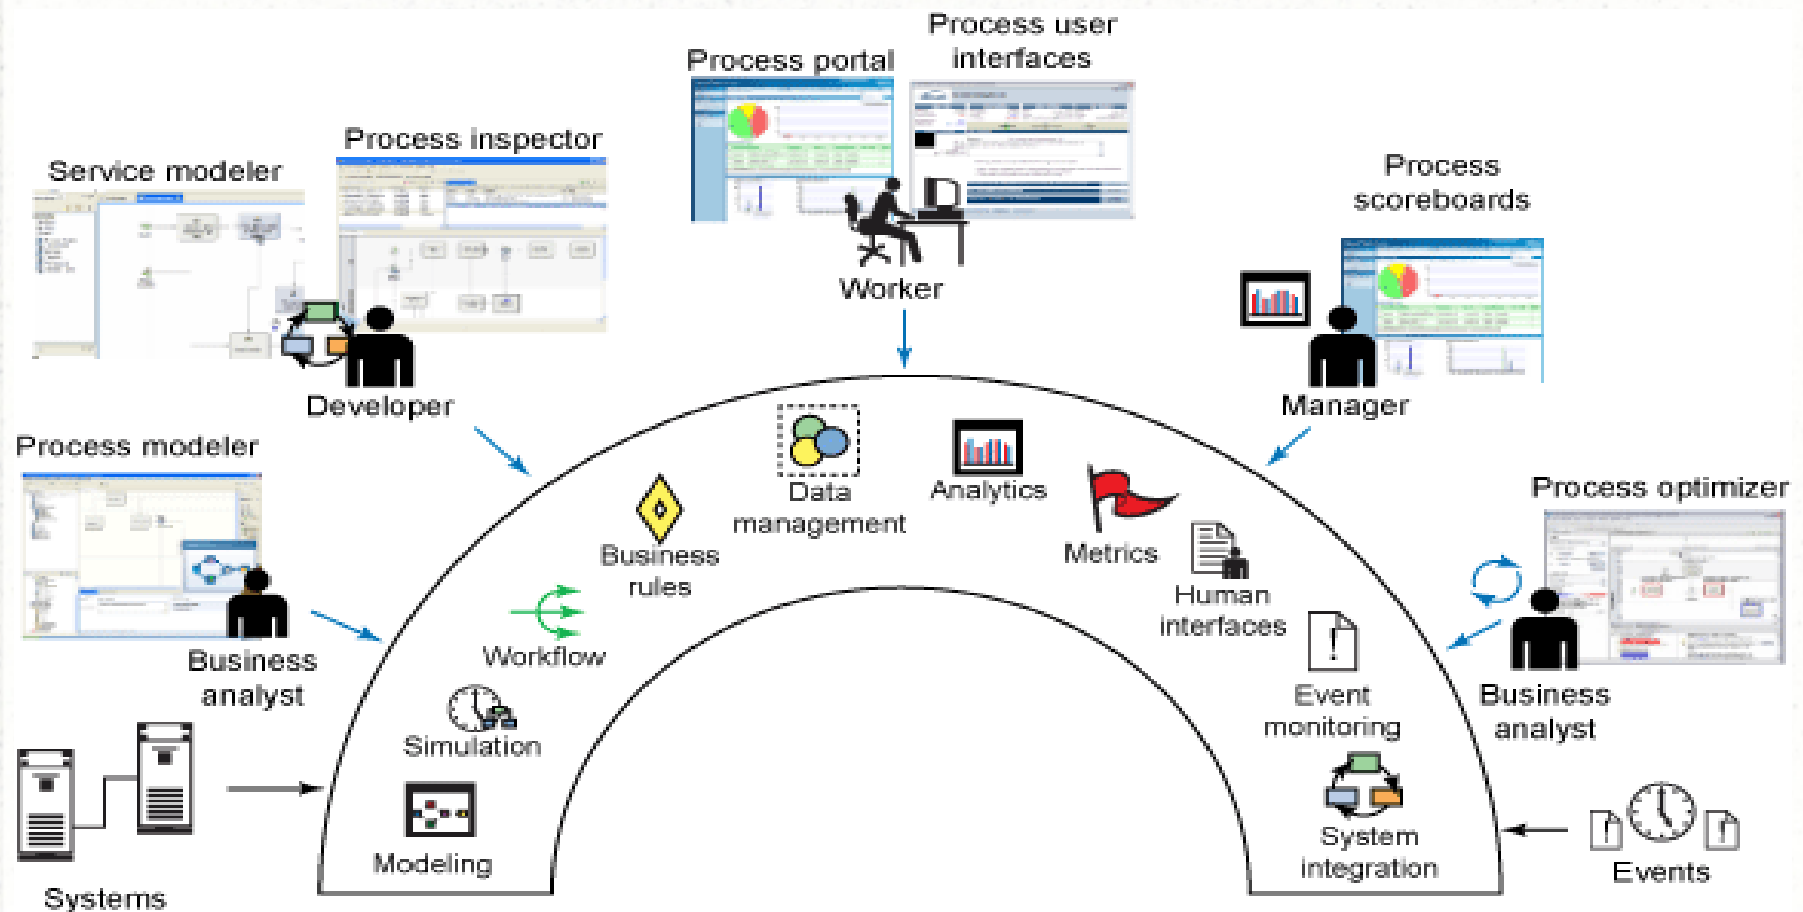 Process user
interfaces
Process portal
Process inspector
Service modeler
Process
scoreboards
Worker
Developer
Manager
Process modeler
Data
management
Analytics
Process optimizer
Business
rules
Metrics
Human
interfaces
Workflow
Business
analyst
Event
monitoring
Business
analyst
Simulation
System
integration
Modeling
Events
Systems